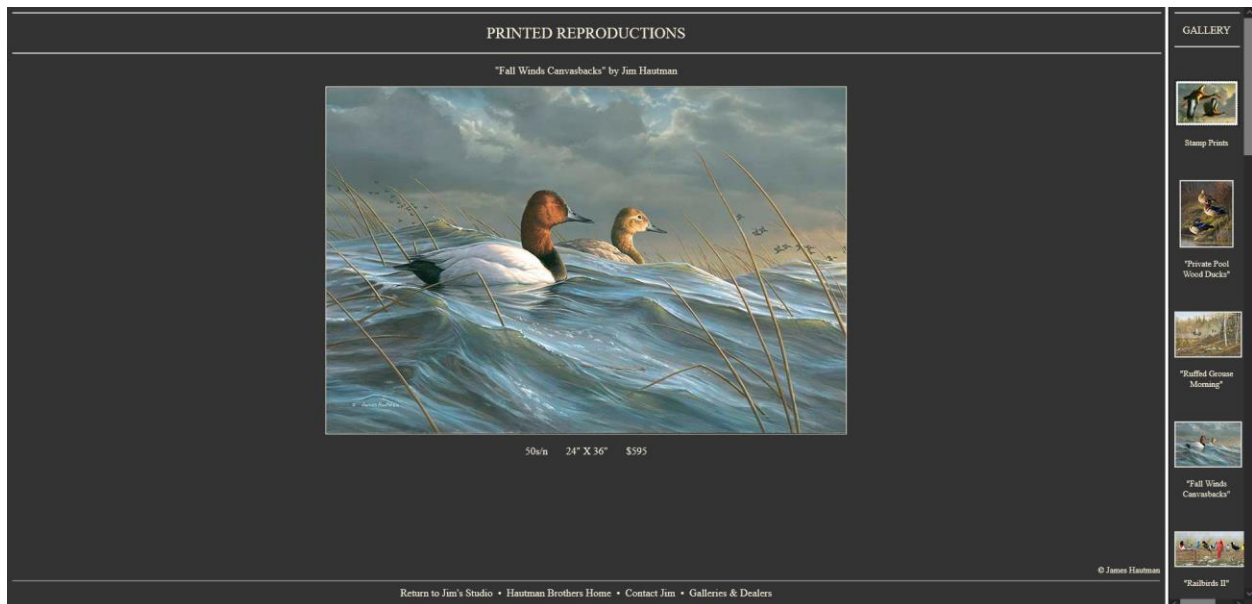 PRINTED REPRODUCTIONS
"Fall Winds Canvasbacks" by Jim Hautman
50s/n 24" X 36" $595
© James Hautman
Return to Jim's Studio • Hautman Brothers Home • Contact Jim • Galleries & Dealers
GALLERY
Stamp Prints
"Private Pool
Wood Ducks"
"Ruffed Grouse
Morning"
"Fall Winds
Canvasbacks"
"Railbirds II"